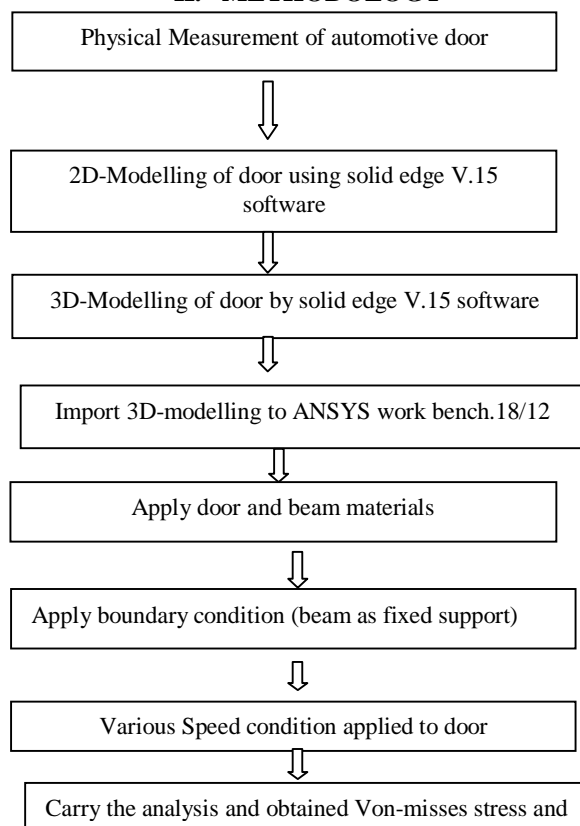 II. METHODOLOGY
Physical Measurement of automotive door
2D-Modelling of door using solid edge V.15
software
3D-Modelling of door by solid edge V.15 software
Import 3D-modelling to ANSYS work bench.18/12
Apply door and beam materials
Apply boundary condition (beam as fixed support)
Various Speed condition applied to door
Carry the analysis and obtained Von-misses stress and